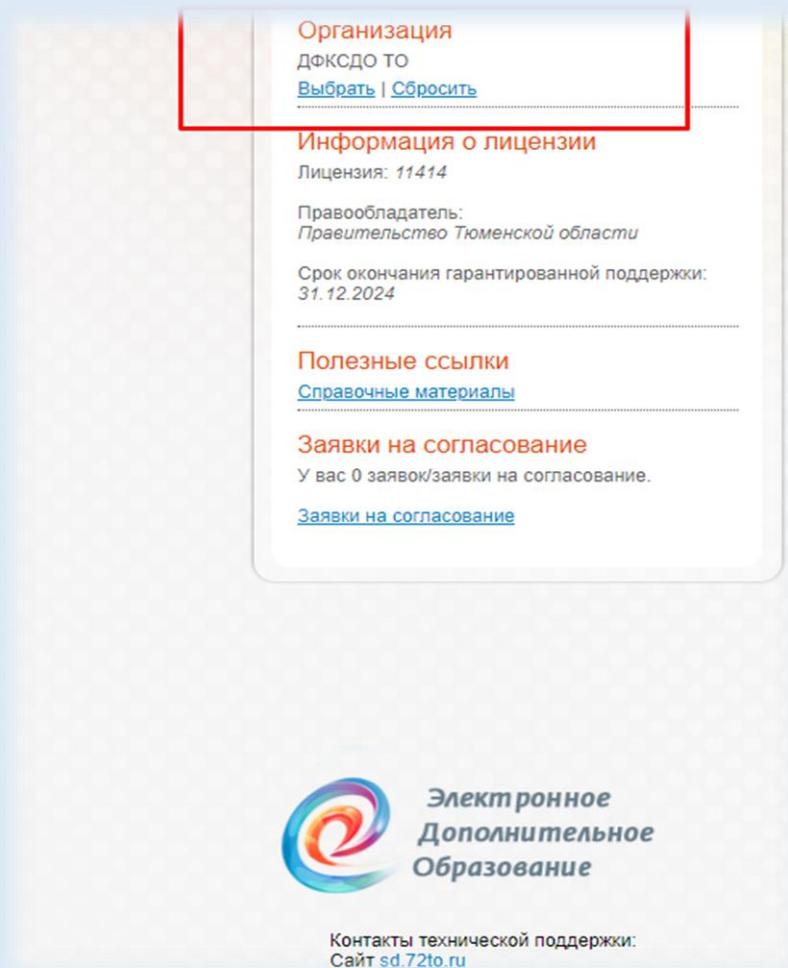 Организация
ДФКСДО ТО
Выбрать | Сбросить
Информация о лицензии
Лицензия: 11414
Правообладатель:
Правительство Тюменской области
Срок окончания гарантированной поддержки:
31.12.2024
Полезные ссылки
Справочные материалы
Заявки на согласование
У вас 0 заявок/заявки на согласование.
Заявки на согласование
Электронное
Дополнительное
Образование
Контакты технической поддержки:
Сайт sd.72to.ru